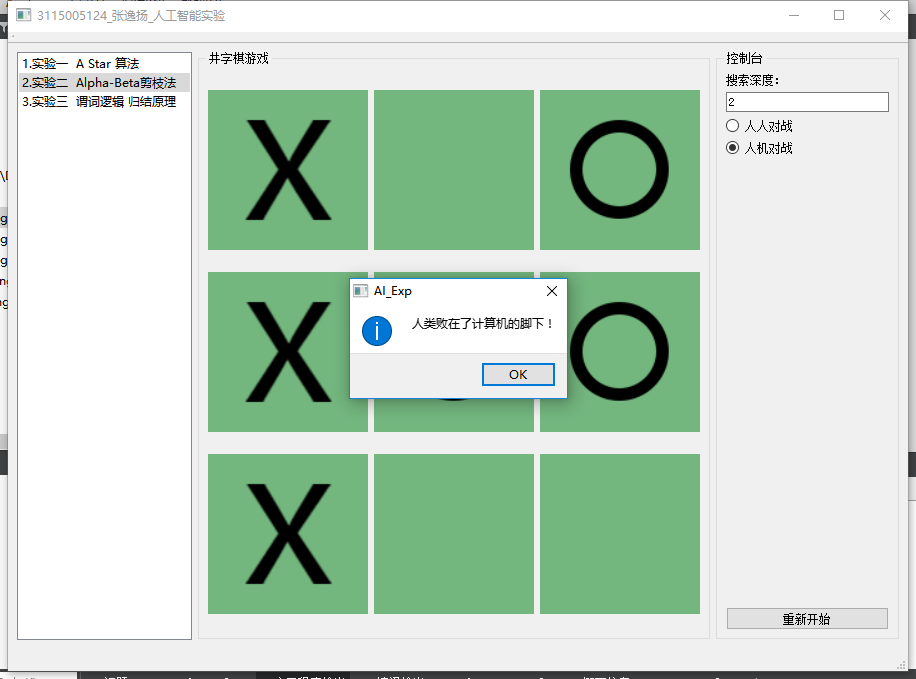 3115005124_张逸扬_人工智能实验
1.实验一 A Star 算法
2.实验二 Alpha-Beta剪枝法
3.实验三 谓词逻辑 归结原理
井字棋游戏
X
O
X
O
X
AI_Exp
人类败在了计算机的脚下！
OK
控制台
搜索深度：
2
人人对战
人机对战
重新开始